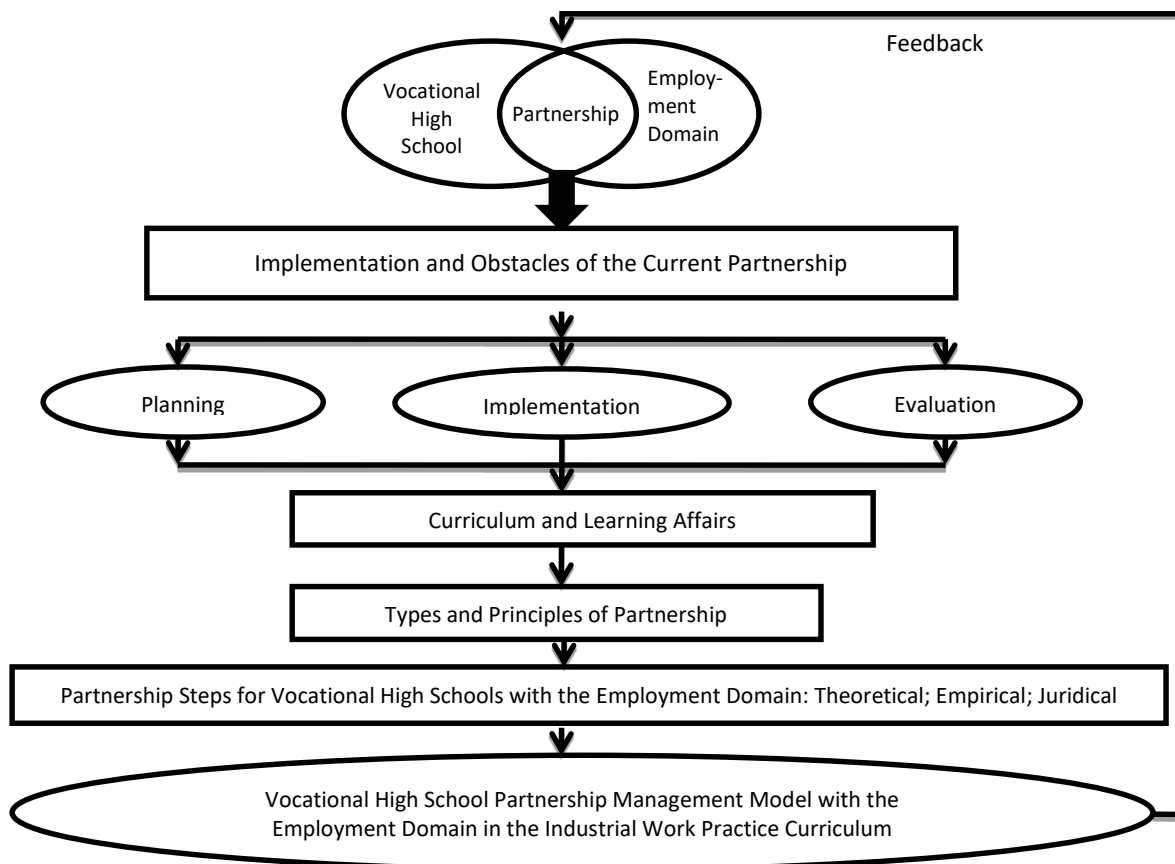 Feedback
Vocational
High
School
Partnership
Employ-
ment
Domain
Implementation and Obstacles of the Current Partnership
Planning
Implementation
Evaluation
Curriculum and Learning Affairs
Types and Principles of Partnership
Partnership Steps for Vocational High Schools with the Employment Domain: Theoretical; Empirical; Juridical
Vocational High School Partnership Management Model with the
Employment Domain in the Industrial Work Practice Curriculum